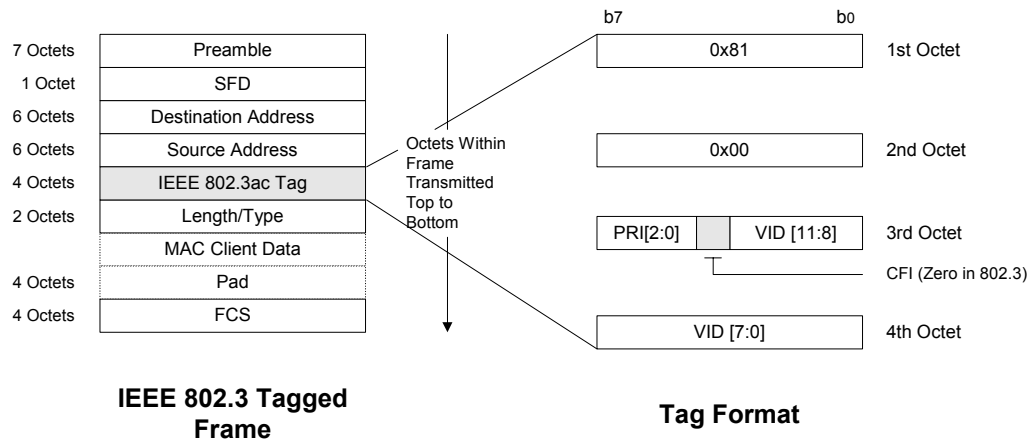 b7 b0
7 Octets Preamble
1 Octet SFD
6 Octets Destination Address
6 Octets Source Address
4 Octets IEEE 802.3ac Tag
2 Octets Length/Type
MAC Client Data
4 Octets Pad
4 Octets FCS
IEEE 802.3 Tagged
Frame
Octets Within
Frame
Transmitted
Top to
Bottom
0x81 1st Octet
0x00 2nd Octet
PRI[2:0] VID [11:8] 3rd Octet
CFI (Zero in 802.3)
VID [7:0] 4th Octet
Tag Format